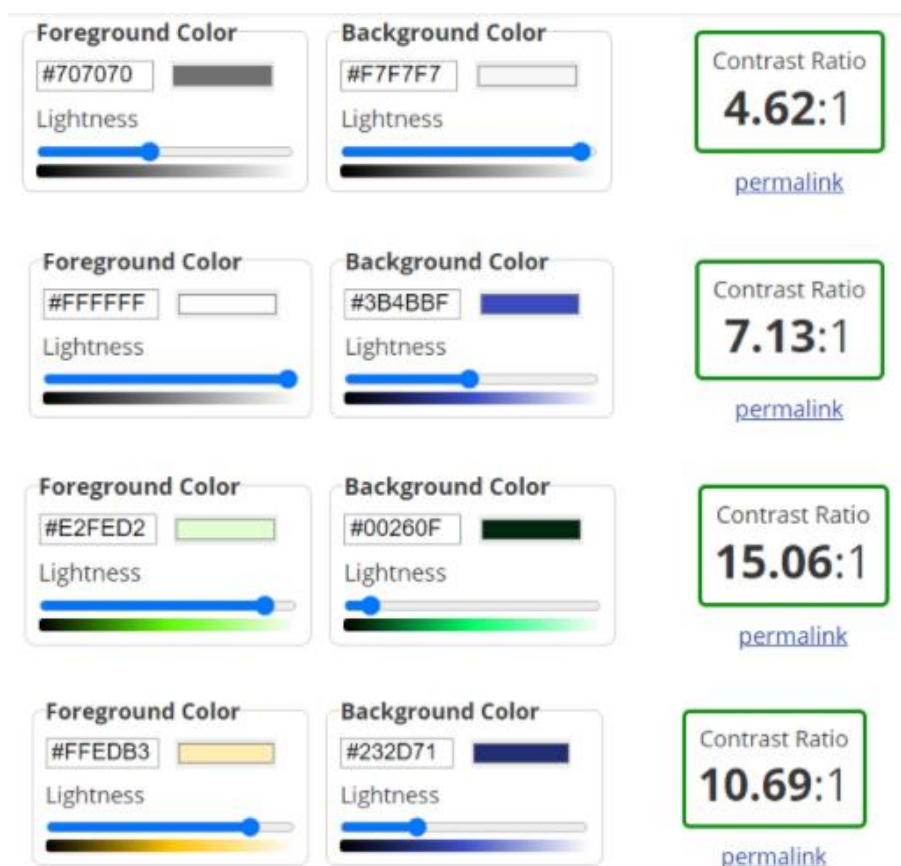 Foreground Color Background Color
#707070 #F7F7F7 Contrast Ratio
4.62:1
Lightness Lightness
permalink
Foreground Color Background Color
#FFFFFF #3B4BBF Contrast Ratio
7.13:1
Lightness Lightness
permalink
Foreground Color Background Color
#E2FED2 #00260F Contrast Ratio
15.06:1
Lightness Lightness
permalink
Foreground Color Background Color
#FFEDB3 #232D71 Contrast Ratio
10.69:1
Lightness Lightness
permalink